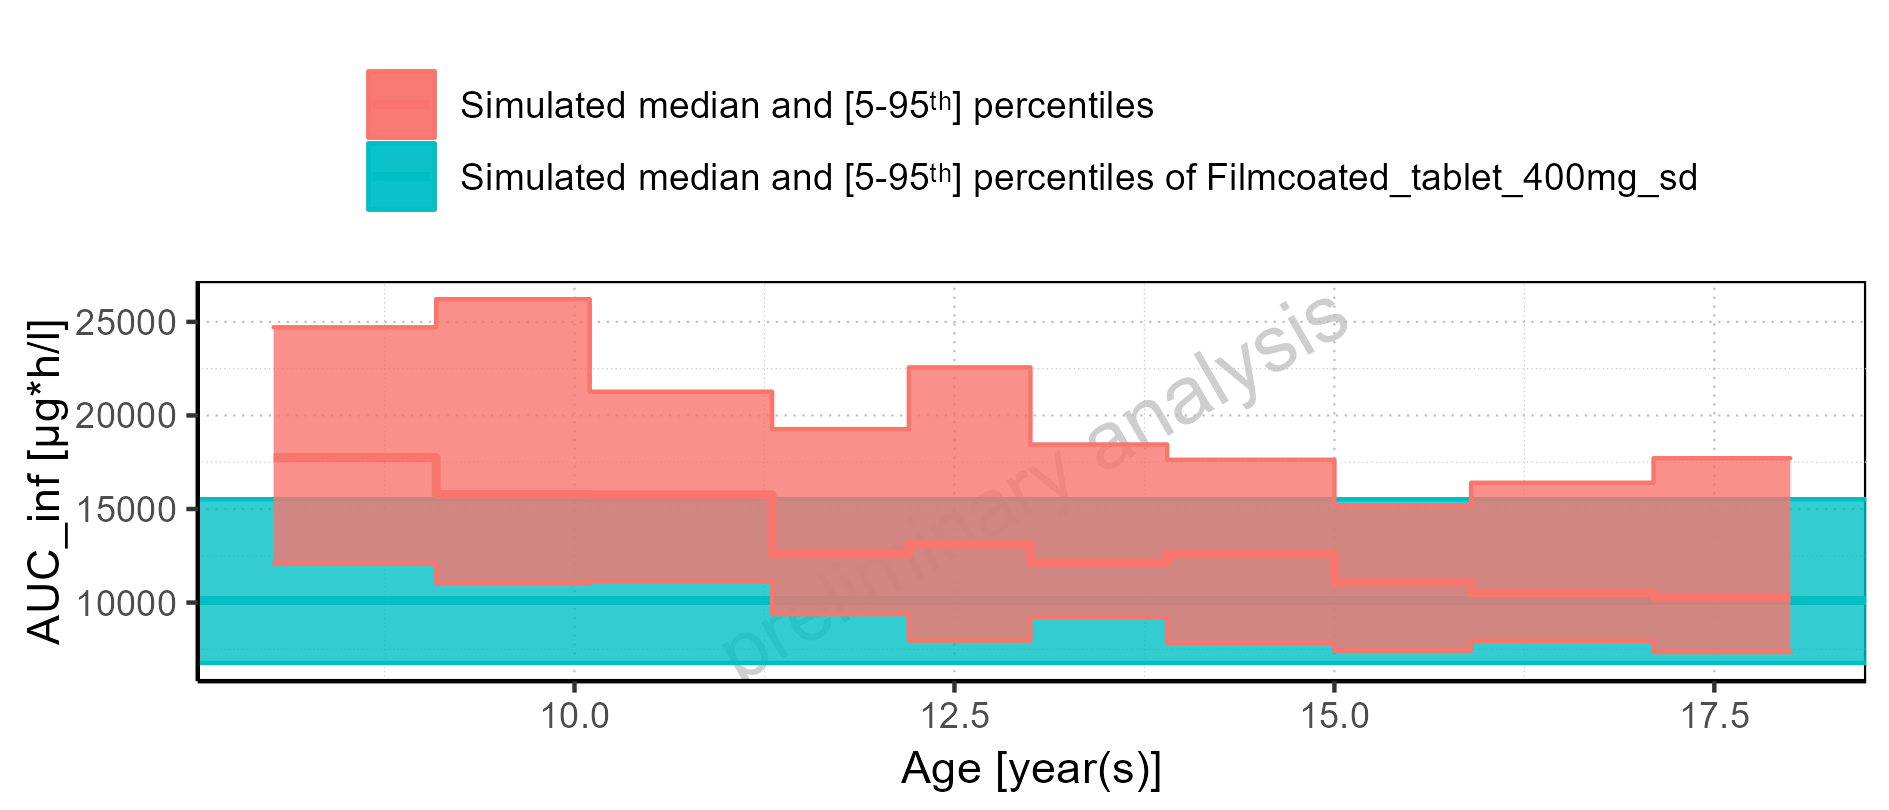 Simulated median and [5-95ᵗʰ] percentiles
Simulated median and [5-95ᵗʰ] percentiles of Filmcoated_tablet_400mg_sd
AUC_inf [µg*h/l]
25000
20000
15000
10000
preliminary analysis
10.0
12.5
15.0
17.5
Age [year(s)]